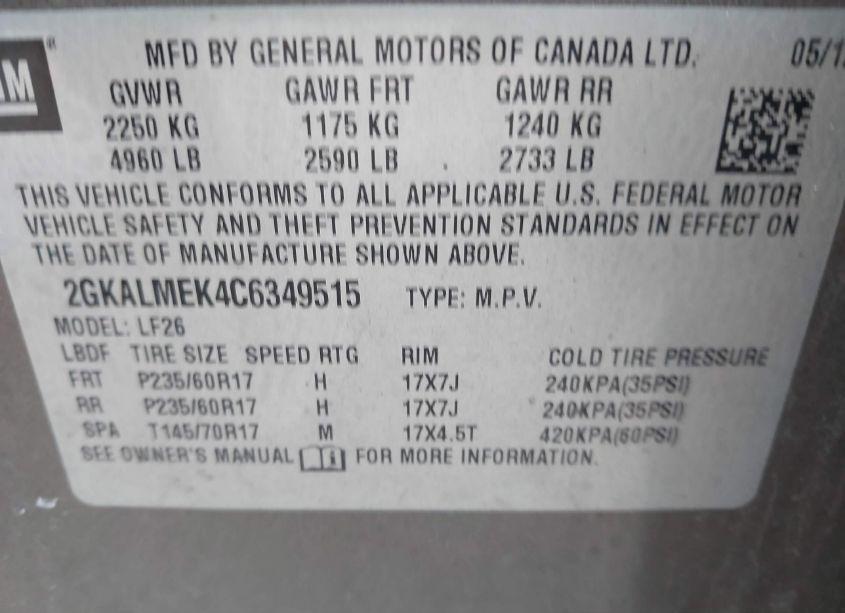 MFD BY GENERAL MOTORS OF CANADA LTD. 05/1
GVWR GAWR FRT GAWR RR
2250 KG 1175 KG 1240 KG
4960 LB 2590 LB 2733 LB
THIS VEHICLE CONFORMS TO ALL APPLICABLE U.S. FEDERAL MOTOR
VEHICLE SAFETY AND THEFT PREVENTION STANDARDS IN EFFECT ON
THE DATE OF MANUFACTURE SHOWN ABOVE.
2GKALMEK4C6349515 TYPE: M.P.V.
MODEL: LF26
LBDF TIRE SIZE SPEED RTG RIM COLD TIRE PRESSURE
FRT P235/60R17 H 17X7J 240KPA(35PSI)
RR P235/60R17 H 17X7J 240KPA(35PSI)
SPA T145/70R17 M 17X4.5T 420KPA(60PSI)
SEE OWNER'S MANUAL FOR MORE INFORMATION.